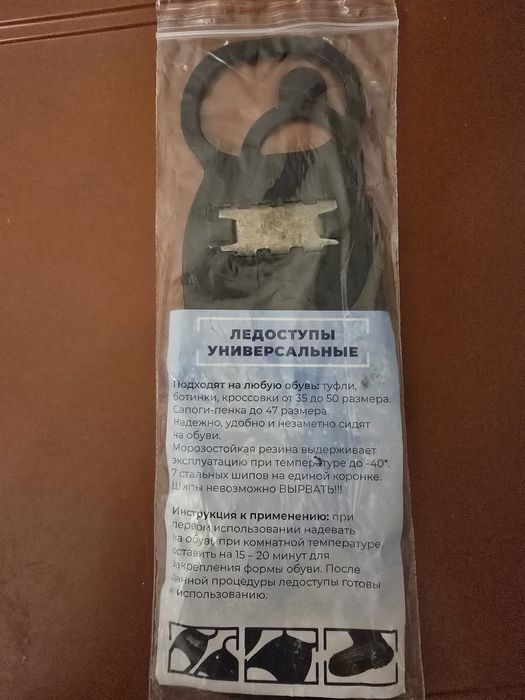 ЛЕДОСТУПЫ
УНИВЕРСАЛЬНЫЕ
Подходят на любую обувь: туфли,
ботинки, кроссовки от 35 до 50 размера.
Сапоги-пенка до 47 размера.
Надежно, удобно и незаметно сидят
на обуви.
Морозостойкая резина выдерживает
эксплуатацию при температуре до -40°.
7 стальных шипов на единой коронке.
Шипы невозможно ВЫРВАТЬ!!!
Инструкция к применению: при
первом использовании надевать
на обувь при комнатной температуре,
оставить на 15 – 20 минут для
закрепления формы обуви. После
данной процедуры ледоступы готовы
к использованию.